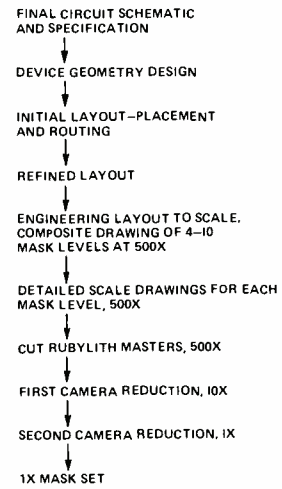 FINAL CIRCUIT SCHEMATIC
AND SPECIFICATION
DEVICE GEOMETRY DESIGN
INITIAL LAYOUT–PLACEMENT
AND ROUTING
REFINED LAYOUT
ENGINEERING LAYOUT TO SCALE,
COMPOSITE DRAWING OF 4–10
MASK LEVELS AT 500X
DETAILED SCALE DRAWINGS FOR EACH
MASK LEVEL, 500X
CUT RUBYLITH MASTERS, 500X
FIRST CAMERA REDUCTION, 10X
SECOND CAMERA REDUCTION, 1X
1X MASK SET